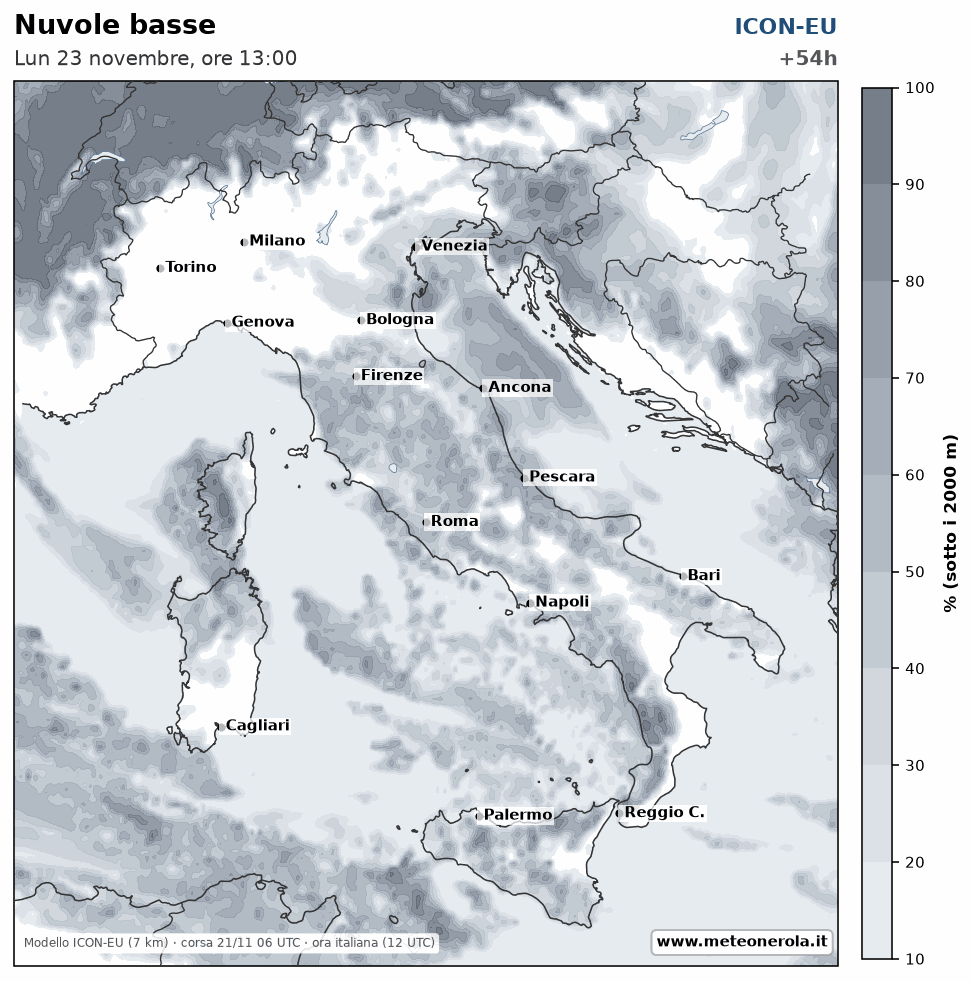 Nuvole basse
ICON-EU
Lun 23 novembre, ore 13:00
+54h
Milano
Venezia
Torino
Genova
Bologna
Firenze
Ancona
Pescara
Roma
Bari
Napoli
Cagliari
Palermo
Reggio C.
Modello ICON-EU (7 km) · corsa 21/11 06 UTC · ora italiana (12 UTC)
www.meteonerola.it
100
90
80
70
60
50
40
30
20
10
% (sotto i 2000 m)